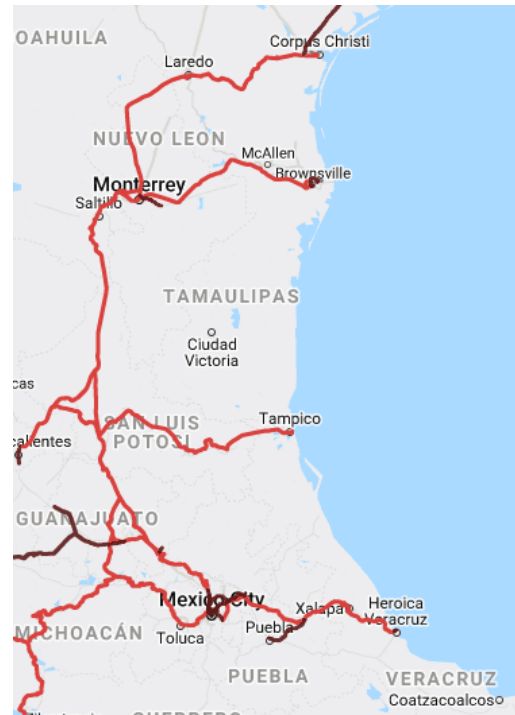 OAHUILA
Corpus Christi
Laredo
NUEVO LEON
McAllen
Brownsville
Monterrey
Saltillo
TAMAULIPAS
Ciudad
Victoria
cas
SAN LUIS
POTOSI
Tampico
calientes
GUANAJUATO
Mexico City
Xalapa
Heroica
Veracruz
MICHOACÁN
Toluca
Puebla
PUEBLA
VERACRUZ
Coatzacoalcos